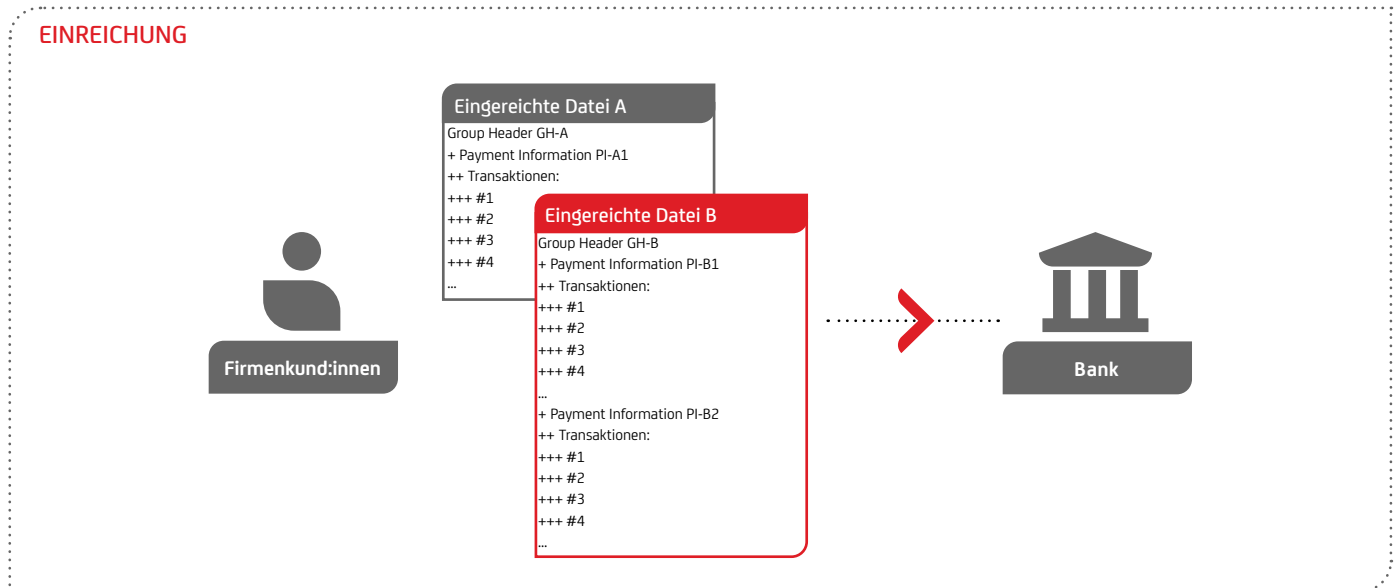 EINREICHUNG
Eingereichte Datei A
Group Header GH-A
+ Payment Information PI-A1
++ Transaktionen:
+++ #1
+++ #2
+++ #3
+++ #4
...
Eingereichte Datei B
Group Header GH-B
+ Payment Information PI-B1
++ Transaktionen:
+++ #1
+++ #2
+++ #3
+++ #4
...
+ Payment Information PI-B2
++ Transaktionen:
+++ #1
+++ #2
+++ #3
+++ #4
...
Firmenkund:innen
Bank